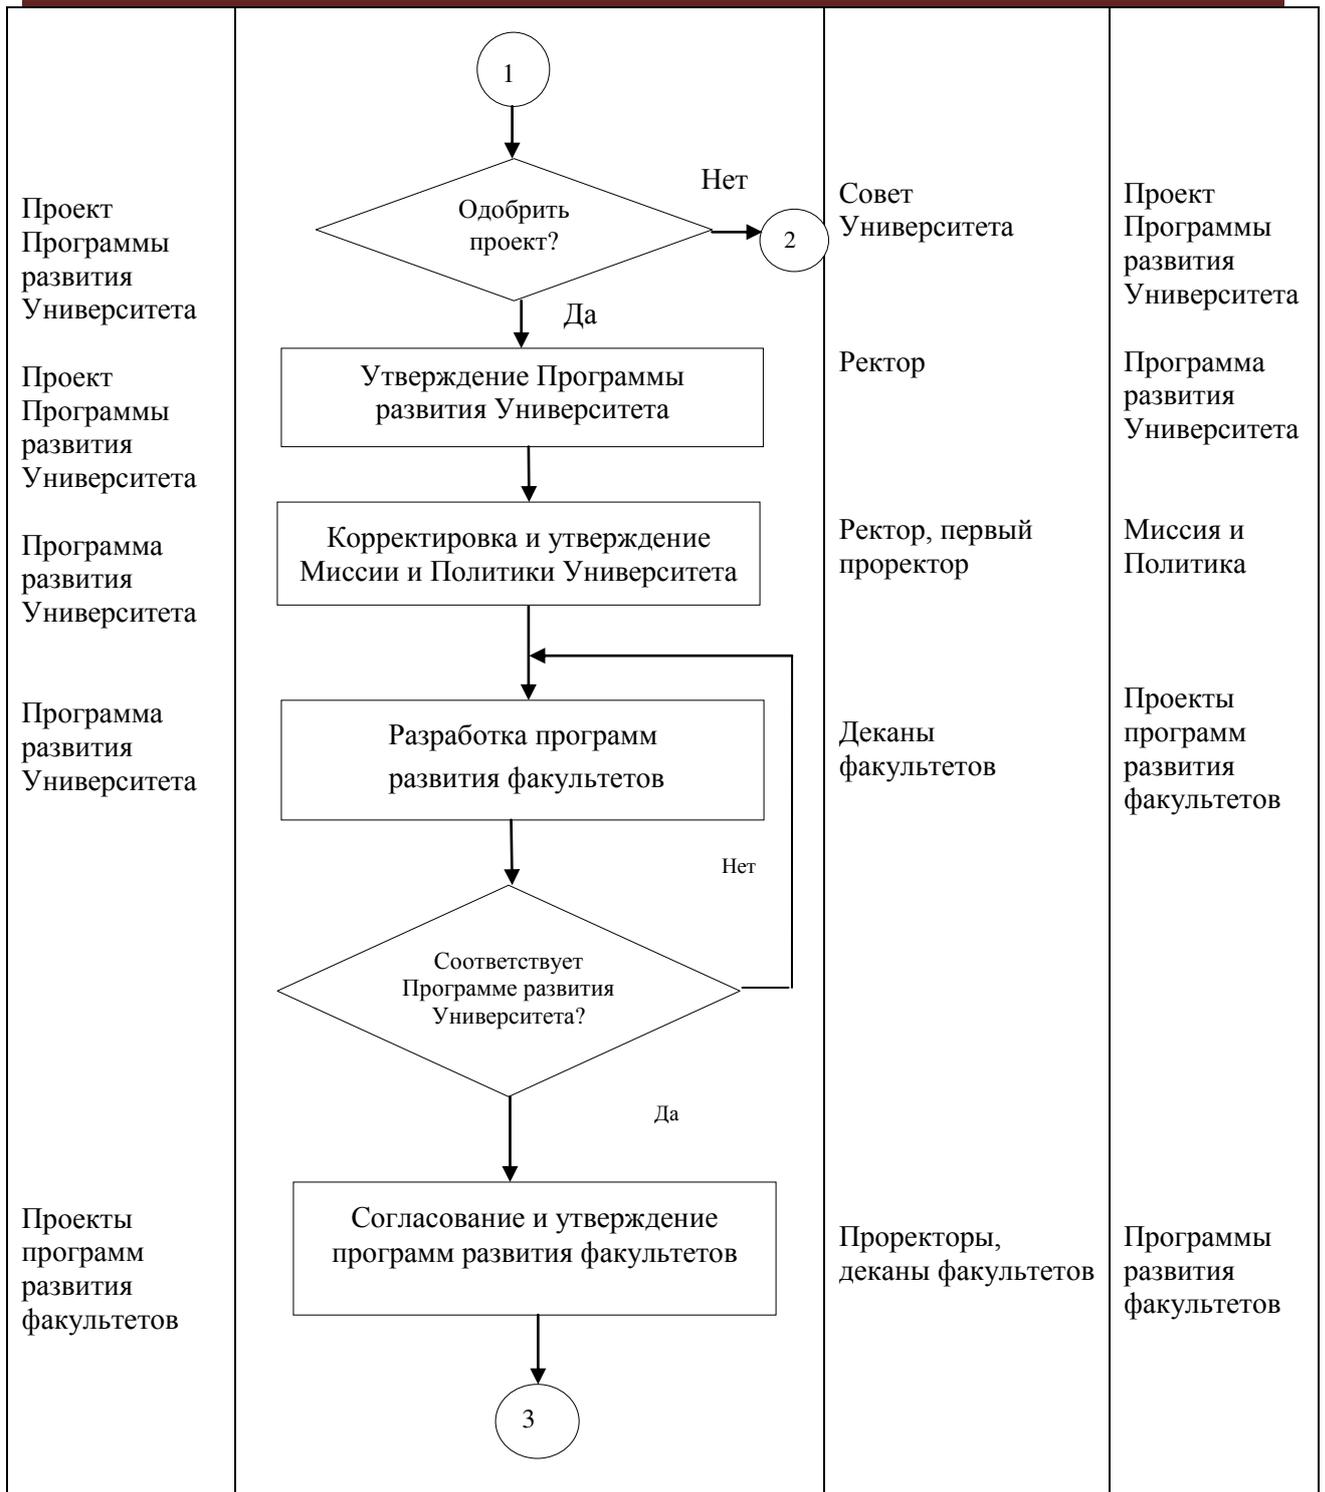 1
Одобрить
проект?
Нет
2
Да
Проект
Программы
развития
Университета
Совет
Университета
Проект
Программы
развития
Университета
Проект
Программы
развития
Университета
Утверждение Программы
развития Университета
Ректор
Программа
развития
Университета
Программа
развития
Университета
Корректировка и утверждение
Миссии и Политики Университета
Ректор, первый
проректор
Миссия и
Политика
Программа
развития
Университета
Разработка программ
развития факультетов
Деканы
факультетов
Проекты
программ
развития
факультетов
Нет
Соответствует
Программе развития
Университета?
Да
Проекты
программ
развития
факультетов
Согласование и утверждение
программ развития факультетов
Проректоры,
деканы факультетов
Программы
развития
факультетов
3